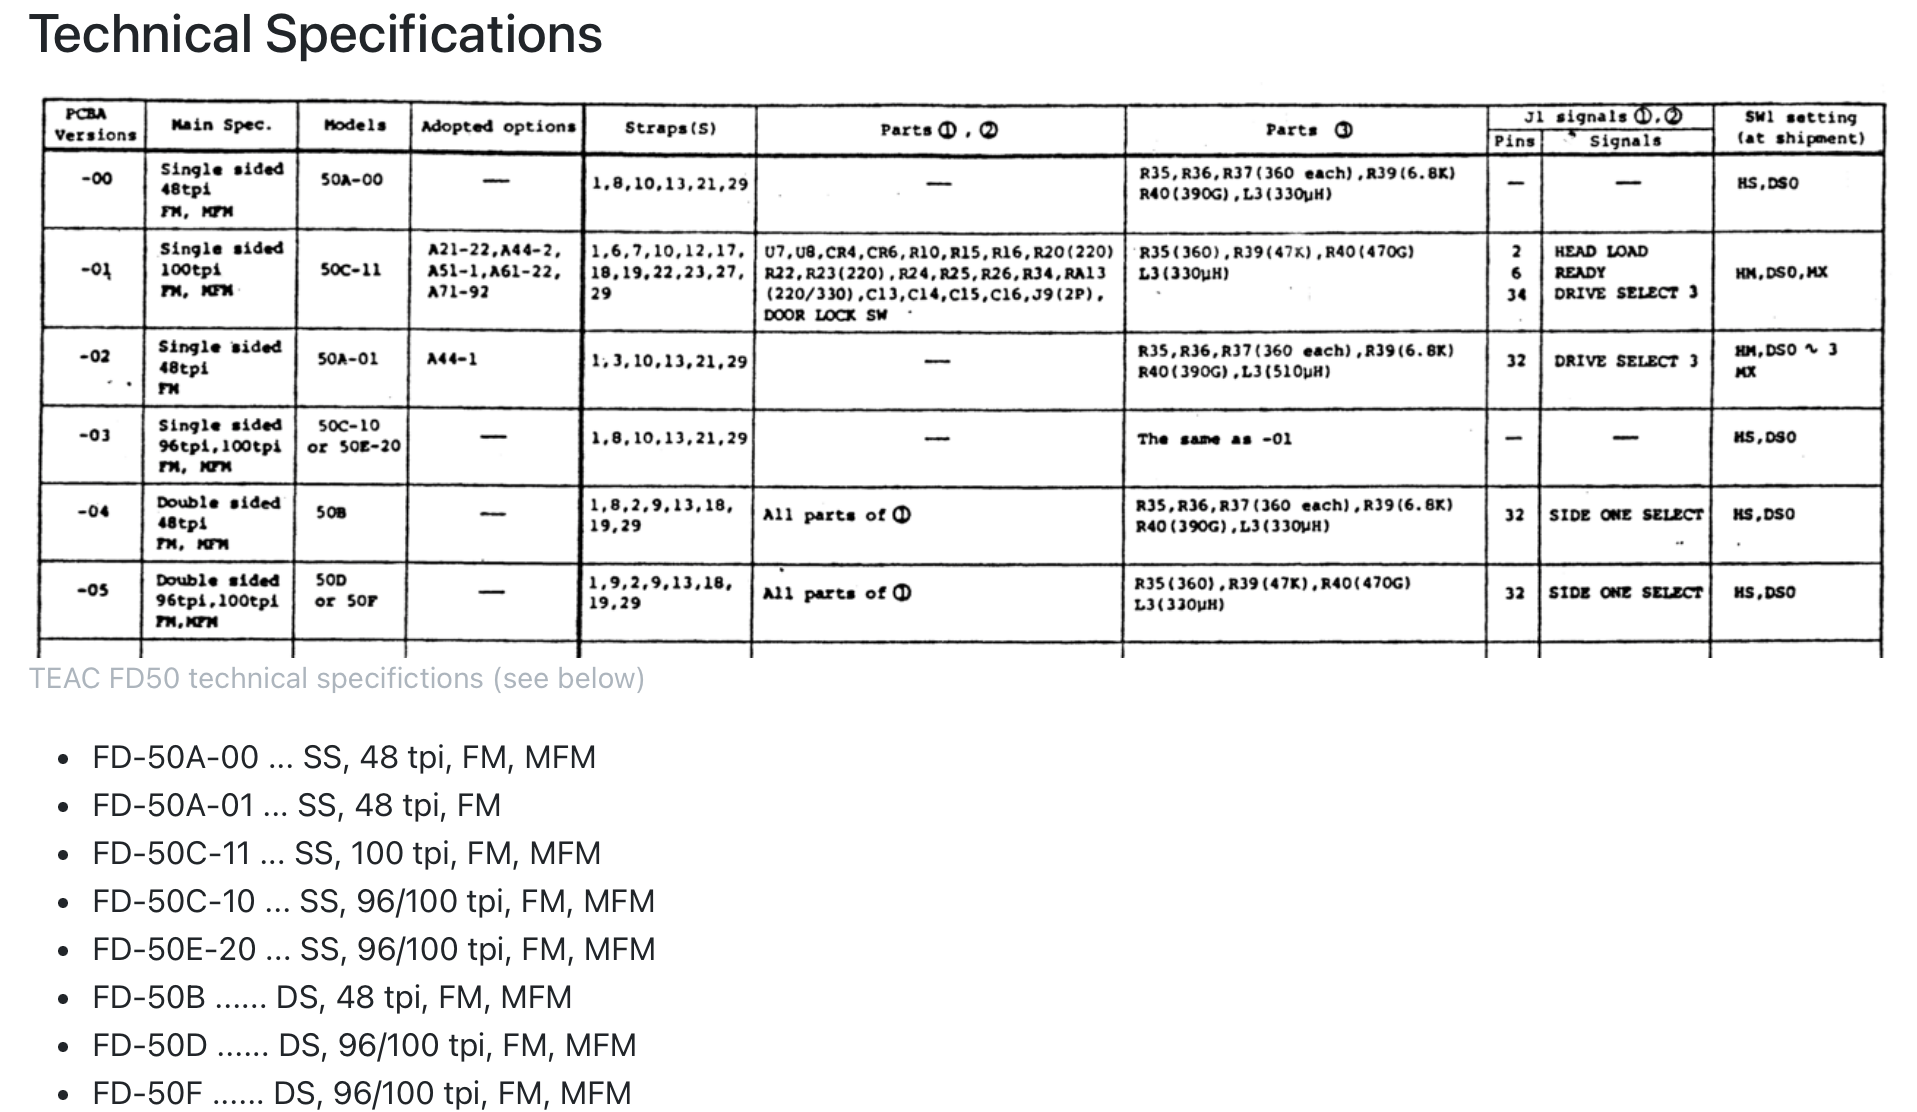 Technical Specifications
PCBA Versions | Main Spec. | Models | Adopted options | Straps(S) | Parts ①, ② | Parts ③ | J1 signals ①,② Pins | Signals | SW1 setting (at shipment)
-00 | Single sided 48tpi FM, MFM | 50A-00 | — | 1,8,10,13,21,29 | — | R35,R36,R37(360 each),R39(6.8K) R40(390G),L3(330µH) | — | — | HS,DS0
-01 | Single sided 100tpi FM, MFM | 50C-11 | A21-22,A44-2, A51-1,A61-22, A71-92 | 1,6,7,10,12,17, 18,19,22,23,27, 29 | U7,U8,CR4,CR6,R10,R15,R16,R20(220) R22,R23(220),R24,R25,R26,R34,RA13 (220/330),C13,C14,C15,C16,J9(2P), DOOR LOCK SW | R35(360),R39(47K),R40(470G) L3(330µH) | 2 6 34 | HEAD LOAD READY DRIVE SELECT 3 | HM,DS0,MX
-02 | Single sided 48tpi FM | 50A-01 | A44-1 | 1,3,10,13,21,29 | — | R35,R36,R37(360 each),R39(6.8K) R40(390G),L3(510µH) | 32 | DRIVE SELECT 3 | HM,DS0 ~ 3 MX
-03 | Single sided 96tpi,100tpi FM, MFM | 50C-10 or 50E-20 | — | 1,8,10,13,21,29 | — | The same as -01 | — | — | HS,DS0
-04 | Double sided 48tpi FM, MFM | 50B | — | 1,8,2,9,13,18, 19,29 | All parts of ① | R35,R36,R37(360 each),R39(6.8K) R40(390G),L3(330µH) | 32 | SIDE ONE SELECT | HS,DS0
-05 | Double sided 96tpi,100tpi FM,MFM | 50D or 50F | — | 1,9,2,9,13,18, 19,29 | All parts of ① | R35(360),R39(47K),R40(470G) L3(330µH) | 32 | SIDE ONE SELECT | HS,DS0
TEAC FD50 technical specifictions (see below)
• FD-50A-00 ... SS, 48 tpi, FM, MFM
• FD-50A-01 ... SS, 48 tpi, FM
• FD-50C-11 ... SS, 100 tpi, FM, MFM
• FD-50C-10 ... SS, 96/100 tpi, FM, MFM
• FD-50E-20 ... SS, 96/100 tpi, FM, MFM
• FD-50B ...... DS, 48 tpi, FM, MFM
• FD-50D ...... DS, 96/100 tpi, FM, MFM
• FD-50F ...... DS, 96/100 tpi, FM, MFM